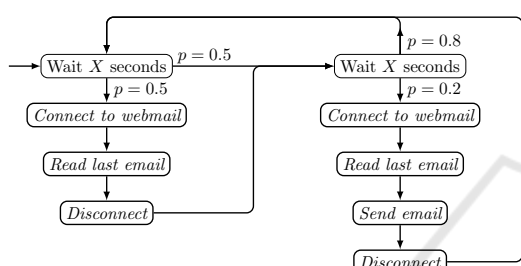 p = 0.8
p = 0.5
Wait X seconds
Wait X seconds
p = 0.5
p = 0.2
Connect to webmail
Connect to webmail
Read last email
Read last email
Disconnect
Send email
Disconnect